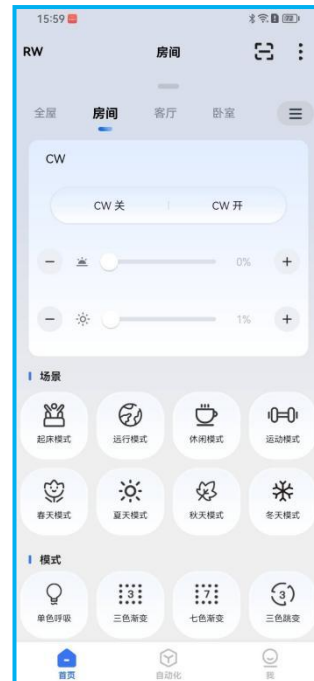 15:59 22
RW 房间
全屋 房间 客厅 卧室
CW
CW 关 CW 开
0%
1%
场景
起床模式 运行模式 休闲模式 运动模式
春天模式 夏天模式 秋天模式 冬天模式
模式
3 7 3
单色呼吸 三色渐变 七色渐变 三色跳变
首页 自动化 我